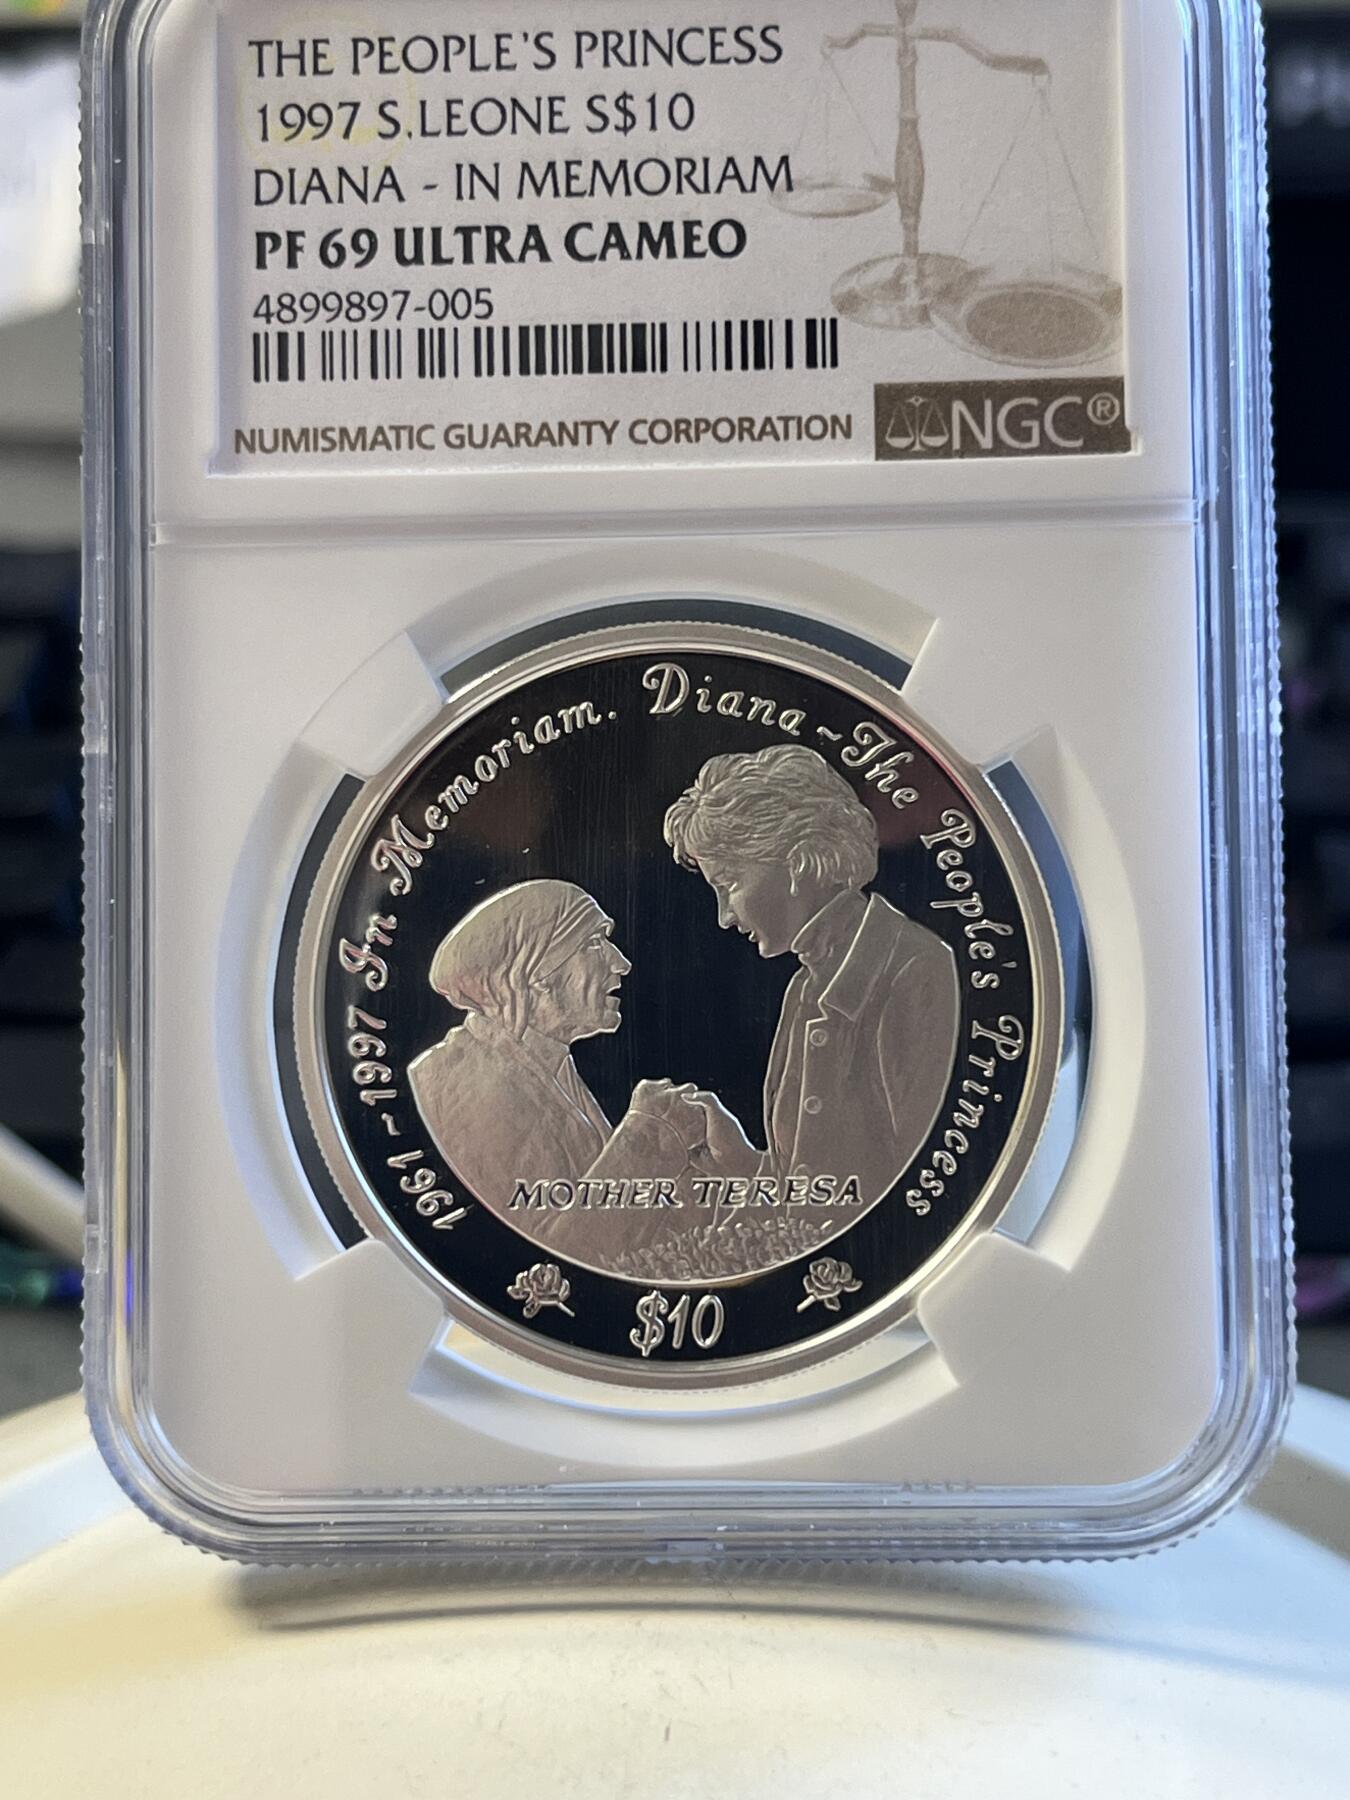 THE PEOPLE'S PRINCESS
1997 S.LEONE S$10
DIANA - IN MEMORIAM
PF 69 ULTRA CAMEO
4899897-005
NUMISMATIC GUARANTY CORPORATION
NGC®
1961~1997 In Memoriam. Diana~The People's Princess
MOTHER TERESA
$10